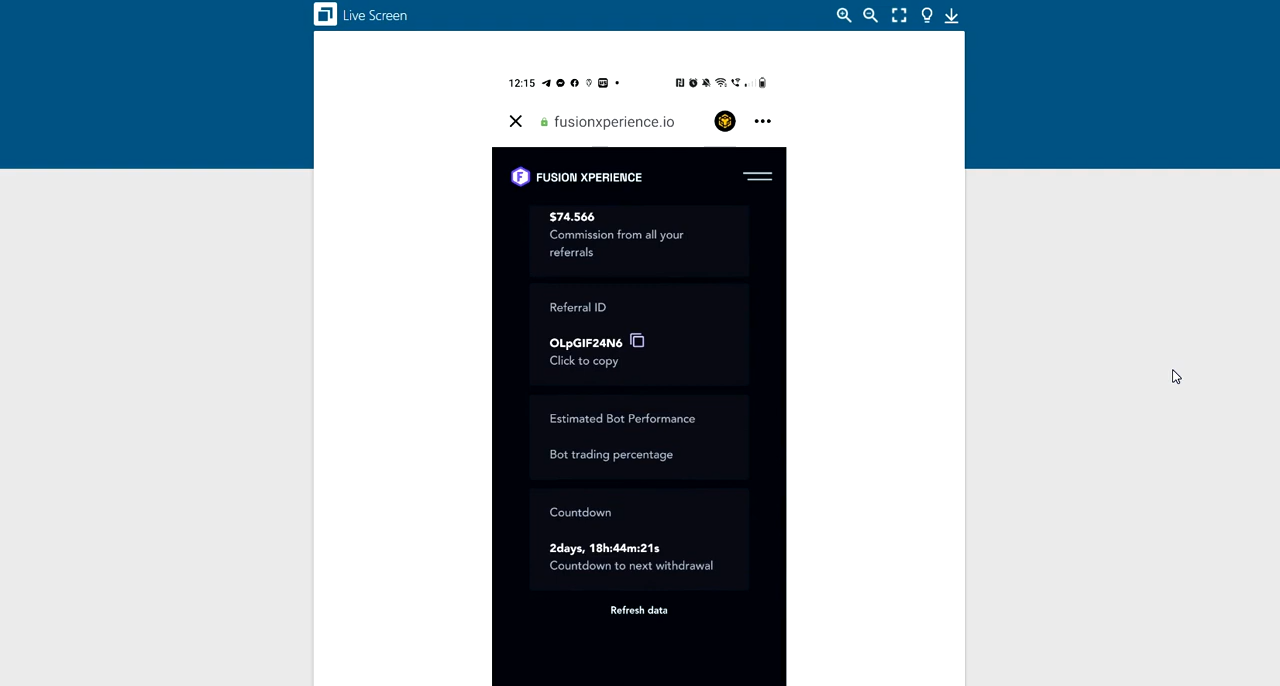 Live Screen
12:15
fusionxperience.io
FUSION XPERIENCE
$74.566
Commission from all your
referrals
Referral ID
OLpGIF24N6
Click to copy
Estimated Bot Performance
Bot trading percentage
Countdown
2days, 18h:44m:21s
Countdown to next withdrawal
Refresh data